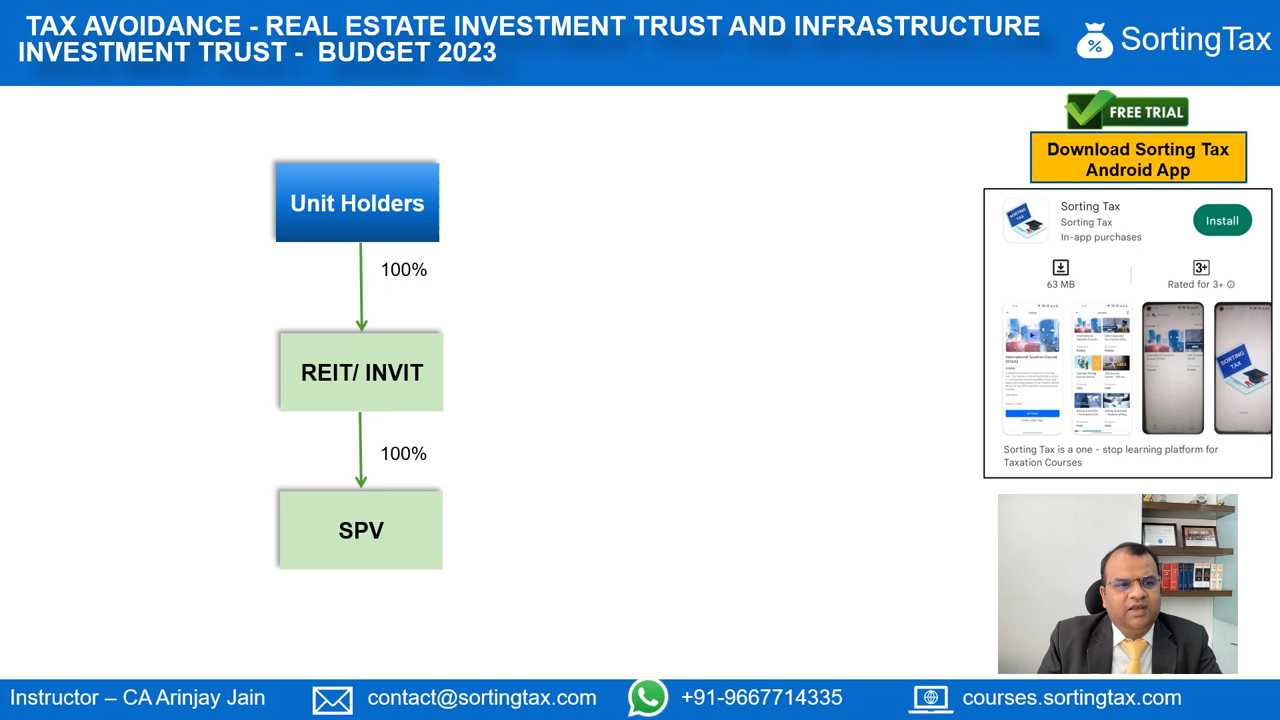 TAX AVOIDANCE - REAL ESTATE INVESTMENT TRUST AND INFRASTRUCTURE
INVESTMENT TRUST - BUDGET 2023
% SortingTax
FREE TRIAL
Download Sorting Tax
Android App
Sorting Tax
Sorting Tax
In-app purchases
Install
63 MB
3+
Rated for 3+
SORTING
TAX
Sorting Tax is a one - stop learning platform for
Taxation Courses
Unit Holders
100%
REIT/ INVIT
100%
SPV
Instructor – CA Arinjay Jain
contact@sortingtax.com
+91-9667714335
courses.sortingtax.com